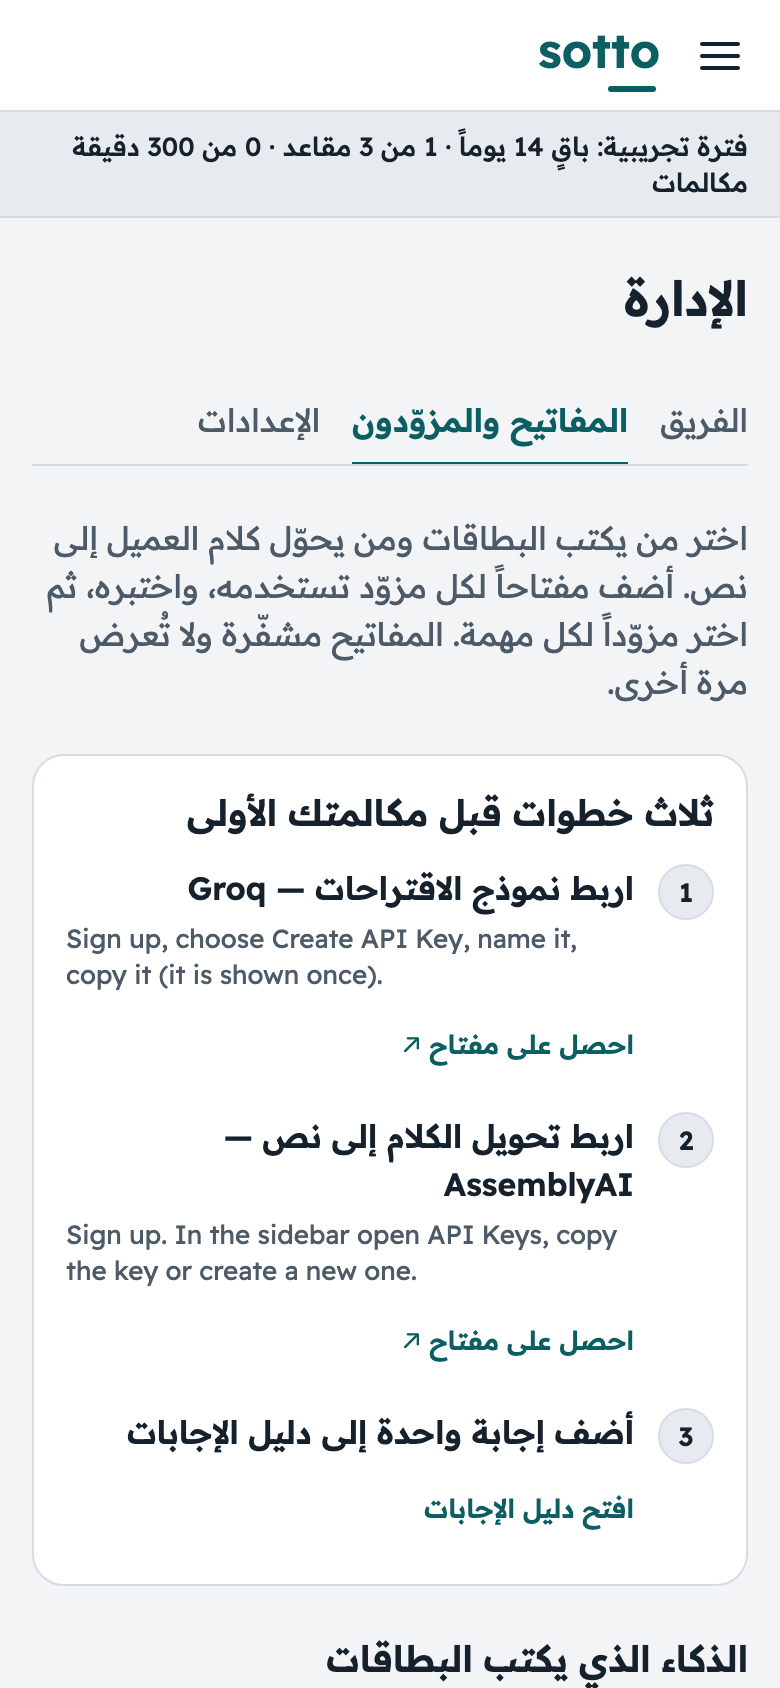 sotto
فترة تجريبية: باقٍ 14 يوماً · 1 من 3 مقاعد · 0 من 300 دقيقة
مكالمات
الإدارة
الفريق
المفاتيح والمزوّدون
الإعدادات
اختر من يكتب البطاقات ومن يحوّل كلام العميل إلى
نص. أضف مفتاحاً لكل مزوّد تستخدمه، واختبره، ثم
اختر مزوّداً لكل مهمة. المفاتيح مشفّرة ولا تُعرض
مرة أخرى.
ثلاث خطوات قبل مكالمتك الأولى
1
اربط نموذج الاقتراحات — Groq
Sign up, choose Create API Key, name it,
copy it (it is shown once).
احصل على مفتاح ↗
2
اربط تحويل الكلام إلى نص —
AssemblyAI
Sign up. In the sidebar open API Keys, copy
the key or create a new one.
احصل على مفتاح ↗
3
أضف إجابة واحدة إلى دليل الإجابات
افتح دليل الإجابات
الذكاء الذي يكتب البطاقات